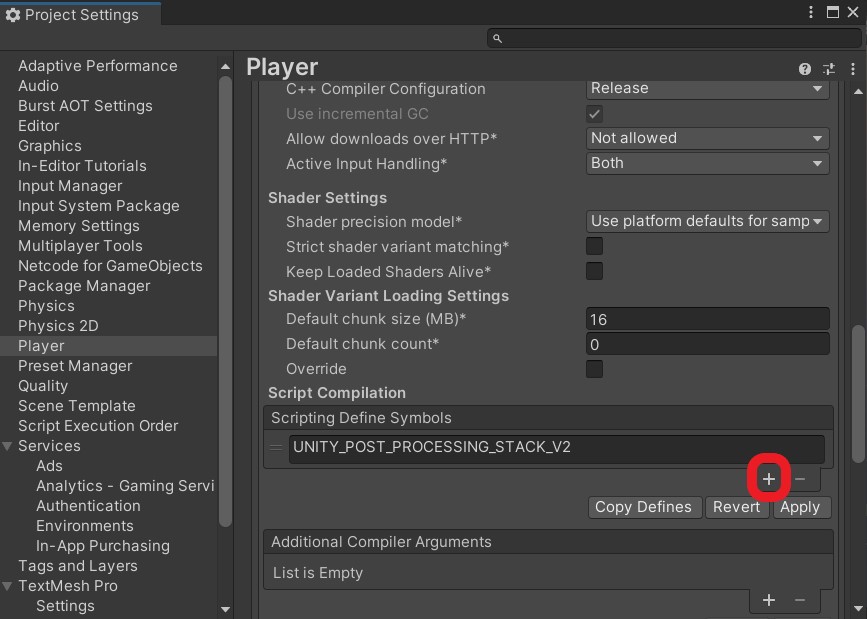 Project Settings
Adaptive Performance
Audio
Burst AOT Settings
Editor
Graphics
In-Editor Tutorials
Input Manager
Input System Package
Memory Settings
Multiplayer Tools
Netcode for GameObjects
Package Manager
Physics
Physics 2D
Player
Preset Manager
Quality
Scene Template
Script Execution Order
Services
Ads
Analytics - Gaming Servi
Authentication
Environments
In-App Purchasing
Tags and Layers
TextMesh Pro
Settings
Player
C++ Compiler Configuration Release
Use incremental GC
Allow downloads over HTTP* Not allowed
Active Input Handling* Both
Shader Settings
Shader precision model* Use platform defaults for samp
Strict shader variant matching*
Keep Loaded Shaders Alive*
Shader Variant Loading Settings
Default chunk size (MB)* 16
Default chunk count* 0
Override
Script Compilation
Scripting Define Symbols
UNITY_POST_PROCESSING_STACK_V2
+ −
Copy Defines Revert Apply
Additional Compiler Arguments
List is Empty
+ −